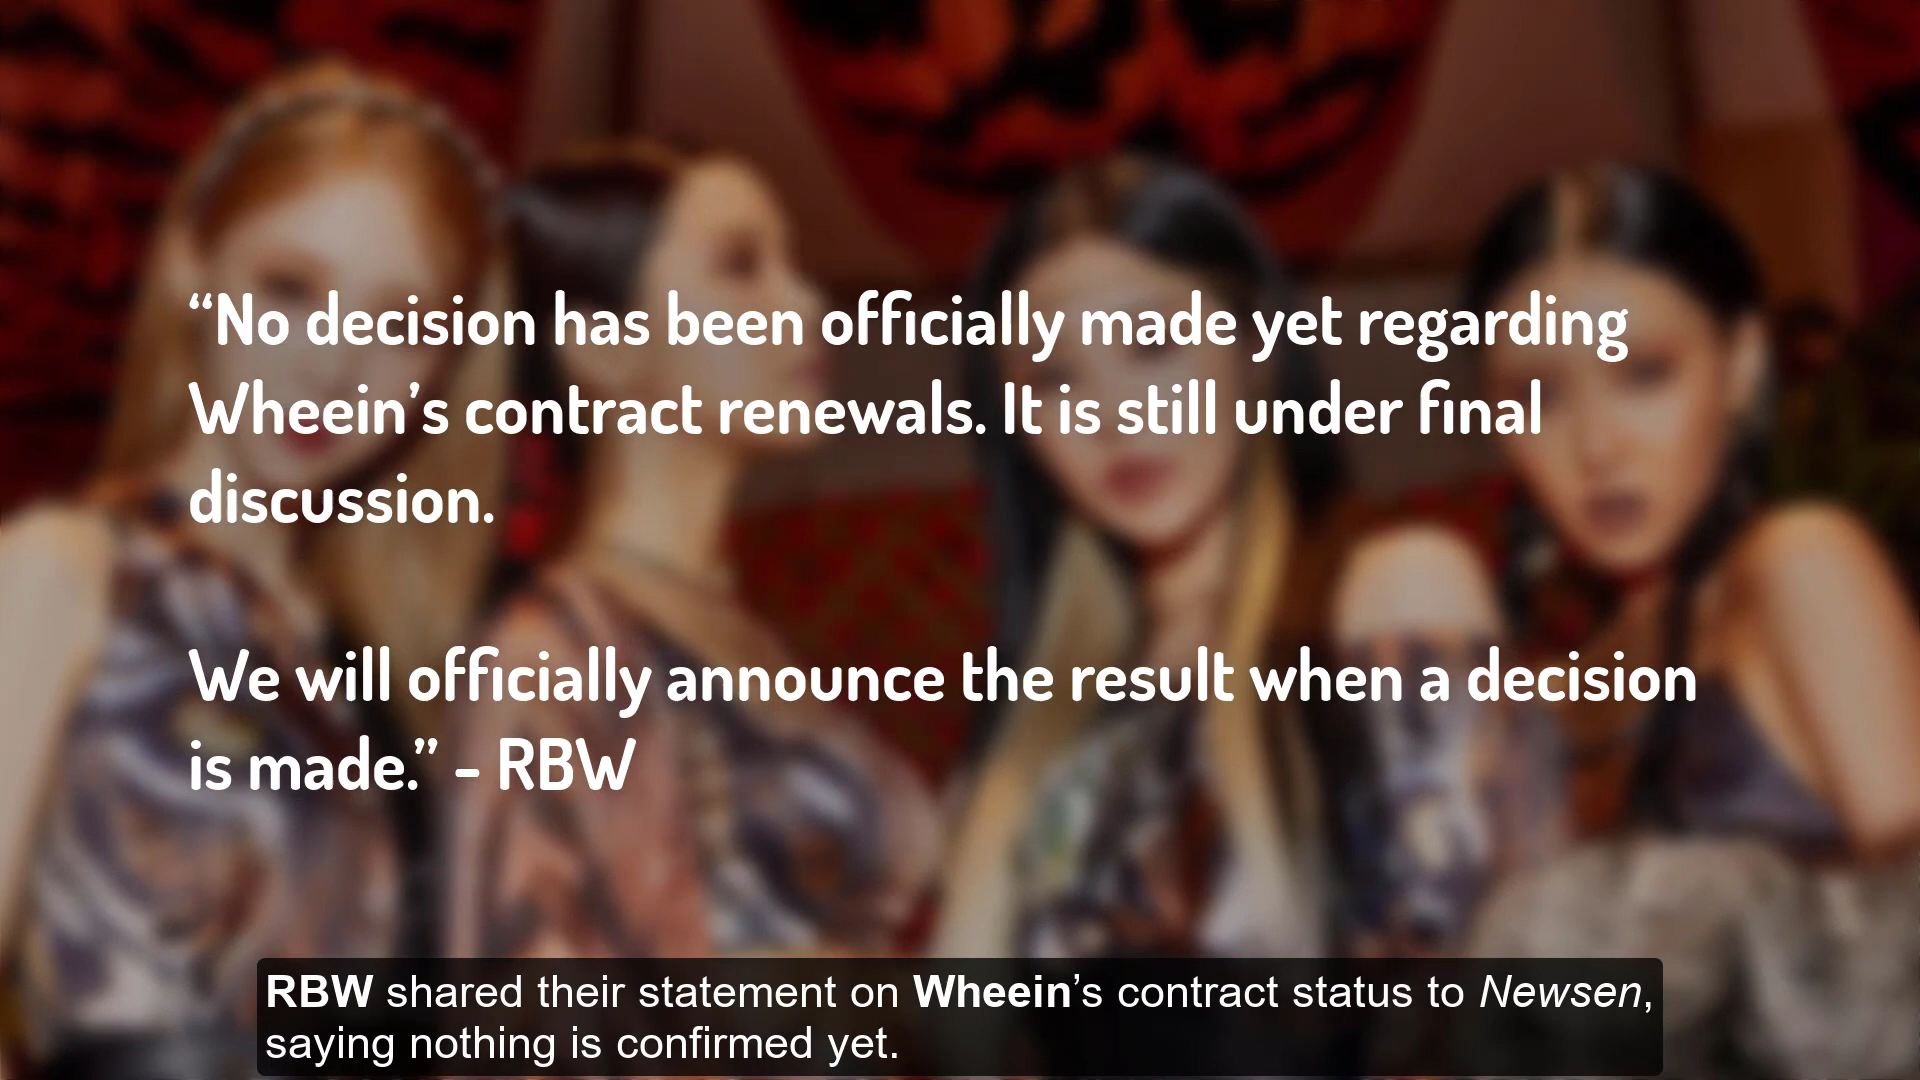 “No decision has been officially made yet regarding
Wheein’s contract renewals. It is still under final
discussion.
We will officially announce the result when a decision
is made.” - RBW
RBW shared their statement on Wheein’s contract status to Newsen,
saying nothing is confirmed yet.